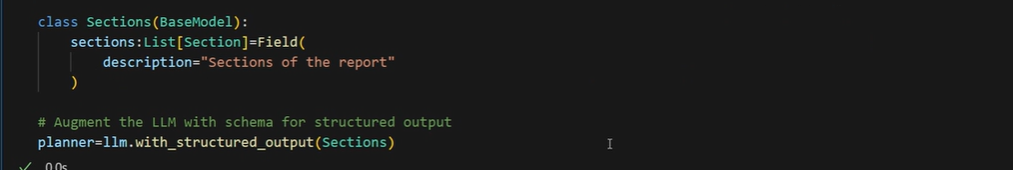 class Sections(BaseModel):
    sections:List[Section]=Field(
        description="Sections of the report"
    )
# Augment the LLM with schema for structured output
planner=llm.with_structured_output(Sections)
0.0s